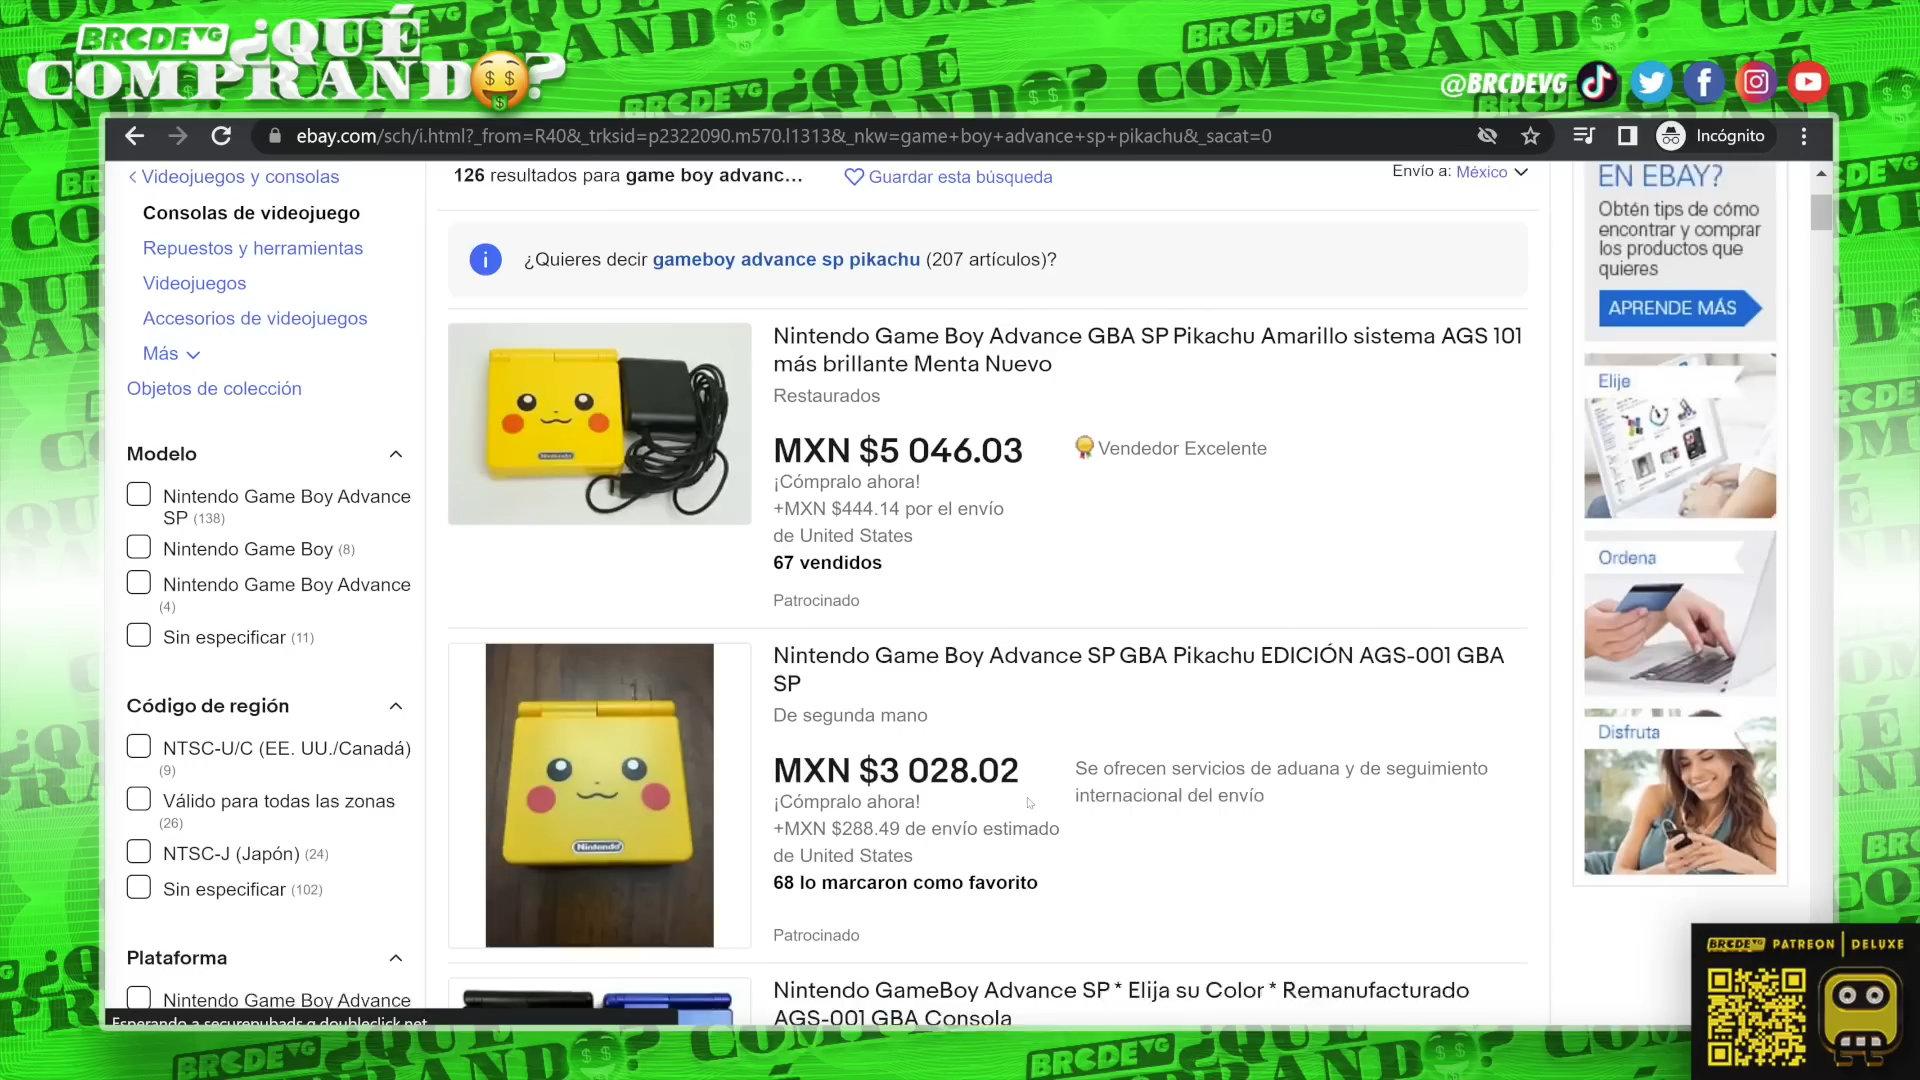 BRCDEVG ¿QUÉ
COMPRANDO?
@BRCDEVG
ebay.com/sch/i.html?_from=R40&_trksid=p2322090.m570.l1313&_nkw=game+boy+advance+sp+pikachu&_sacat=0
Incógnito
Videojuegos y consolas
Consolas de videojuego
Repuestos y herramientas
Videojuegos
Accesorios de videojuegos
Más
Objetos de colección
Modelo
Nintendo Game Boy Advance
SP (138)
Nintendo Game Boy (8)
Nintendo Game Boy Advance
(4)
Sin especificar (11)
Código de región
NTSC-U/C (EE. UU./Canadá)
(9)
Válido para todas las zonas
(26)
NTSC-J (Japón) (24)
Sin especificar (102)
Plataforma
Nintendo Game Boy Advance
Esperando a securepubads.g.doubleclick.net...
126 resultados para game boy advanc...
Guardar esta búsqueda
Envío a: México
¿Quieres decir gameboy advance sp pikachu (207 artículos)?
Nintendo Game Boy Advance GBA SP Pikachu Amarillo sistema AGS 101
más brillante Menta Nuevo
Restaurados
MXN $5 046.03
Vendedor Excelente
¡Cómpralo ahora!
+MXN $444.14 por el envío
de United States
67 vendidos
Patrocinado
Nintendo
Nintendo Game Boy Advance SP GBA Pikachu EDICIÓN AGS-001 GBA
SP
De segunda mano
MXN $3 028.02
Se ofrecen servicios de aduana y de seguimiento
internacional del envío
¡Cómpralo ahora!
+MXN $288.49 de envío estimado
de United States
68 lo marcaron como favorito
Patrocinado
Nintendo
Nintendo GameBoy Advance SP * Elija su Color * Remanufacturado
AGS-001 GBA Consola
EN EBAY?
Obtén tips de cómo
encontrar y comprar
los productos que
quieres
APRENDE MÁS
Elije
Ordena
Disfruta
BRCDEVG PATREON | DELUXE